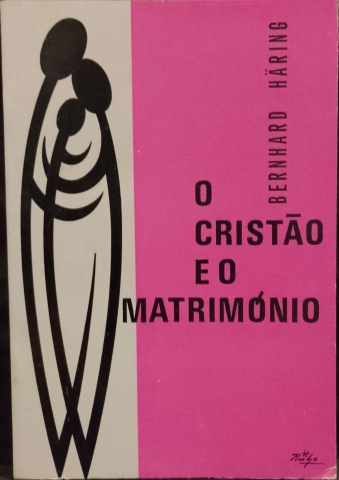 BERNHARD HÄRING
O
CRISTÃO
E O
MATRIMÓNIO